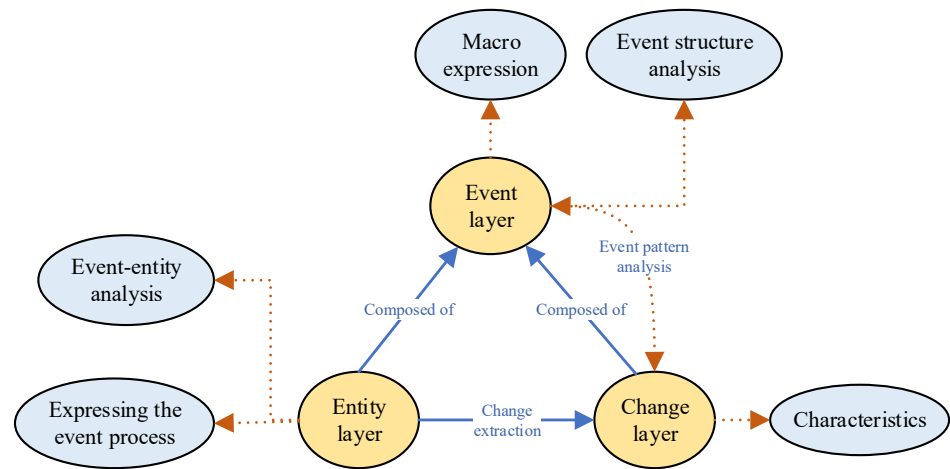 Macro
expression
Event structure
analysis
Event
layer
Event pattern
analysis
Event-entity
analysis
Composed of
Composed of
Expressing the
event process
Entity
layer
Change
extraction
Change
layer
Characteristics